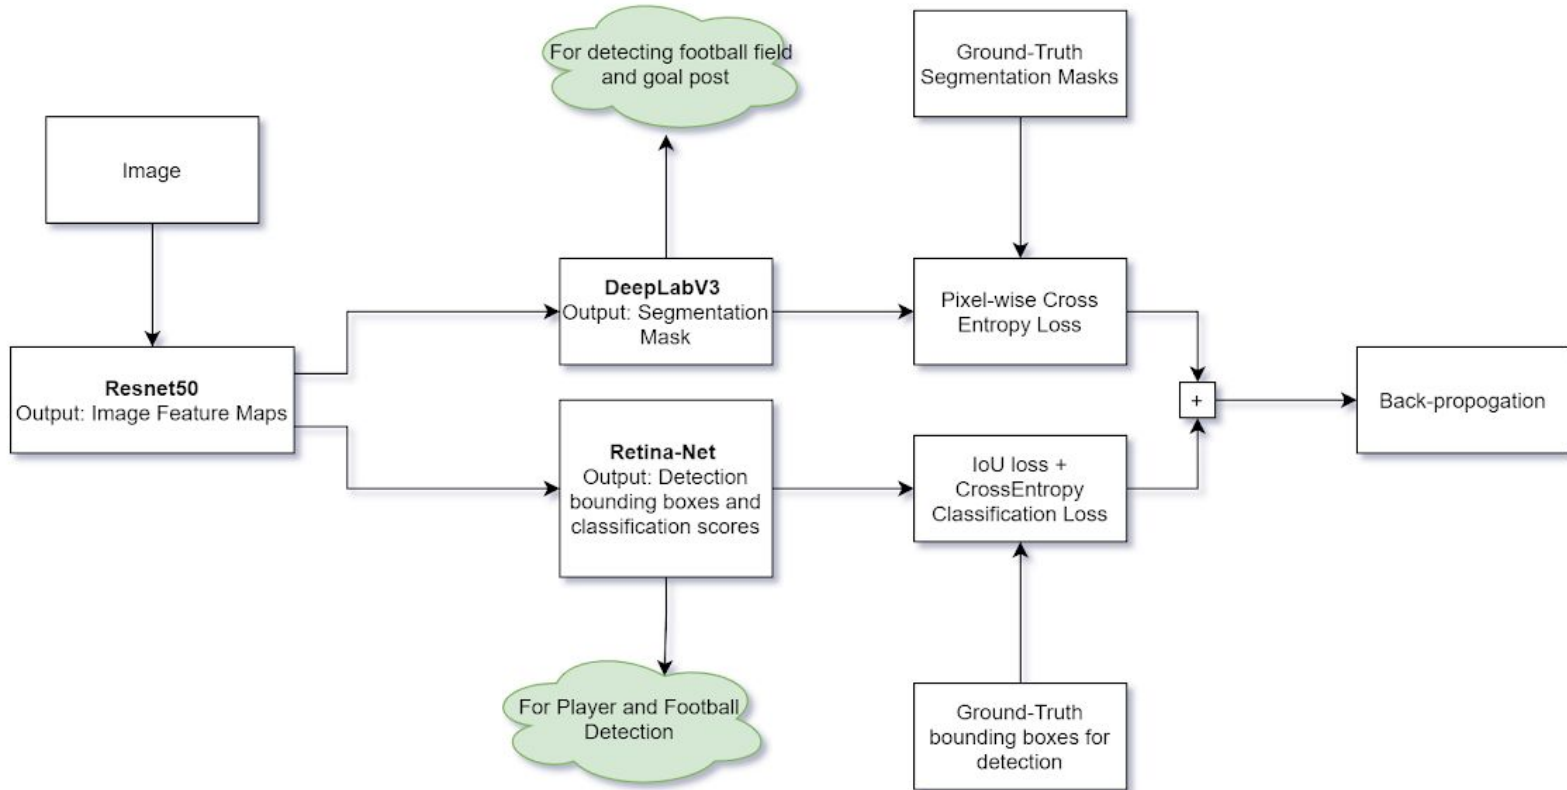 For detecting football field
and goal post
Ground-Truth
Segmentation Masks
Image
DeepLabV3
Output: Segmentation
Mask
Pixel-wise Cross
Entropy Loss
Resnet50
Output: Image Feature Maps
+
Back-propogation
Retina-Net
Output: Detection
bounding boxes and
classification scores
IoU loss +
CrossEntropy
Classification Loss
For Player and Football
Detection
Ground-Truth
bounding boxes for
detection